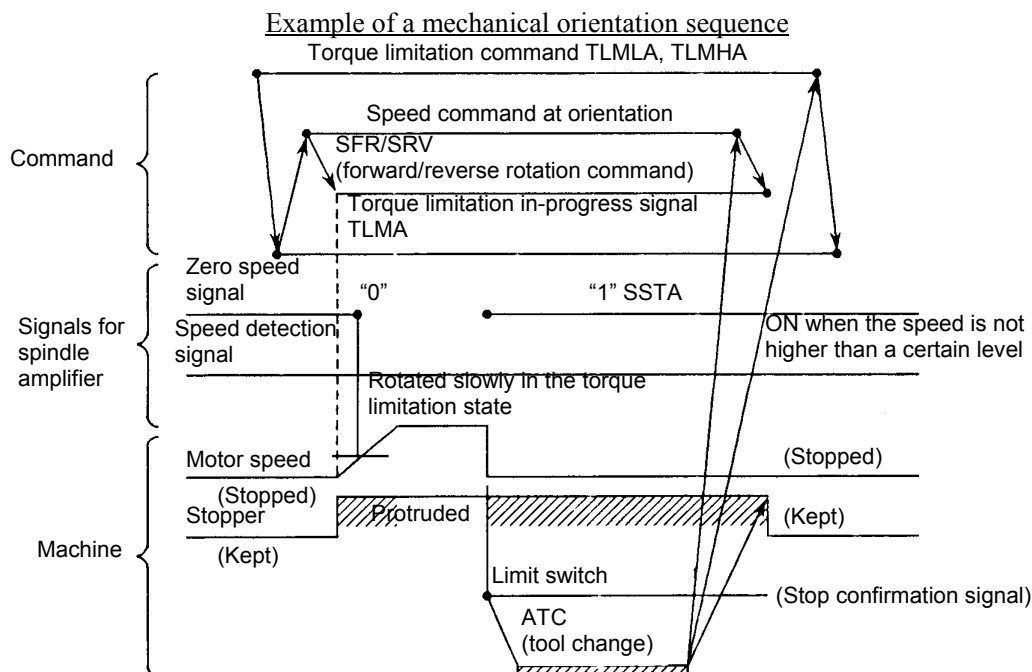 Example of a mechanical orientation sequence
Torque limitation command TLMLA, TLMHA
Speed command at orientation
Command
SFR/SRV
(forward/reverse rotation command)
Torque limitation in-progress signal
TLMA
Zero speed
signal
“0”
“1” SSTA
Signals for
spindle
amplifier
Speed detection
signal
ON when the speed is not
higher than a certain level
Rotated slowly in the torque
limitation state
Motor speed
(Stopped)
(Stopped)
Stopper
Protruded
(Kept)
(Kept)
Machine
Limit switch
(Stop confirmation signal)
ATC
(tool change)